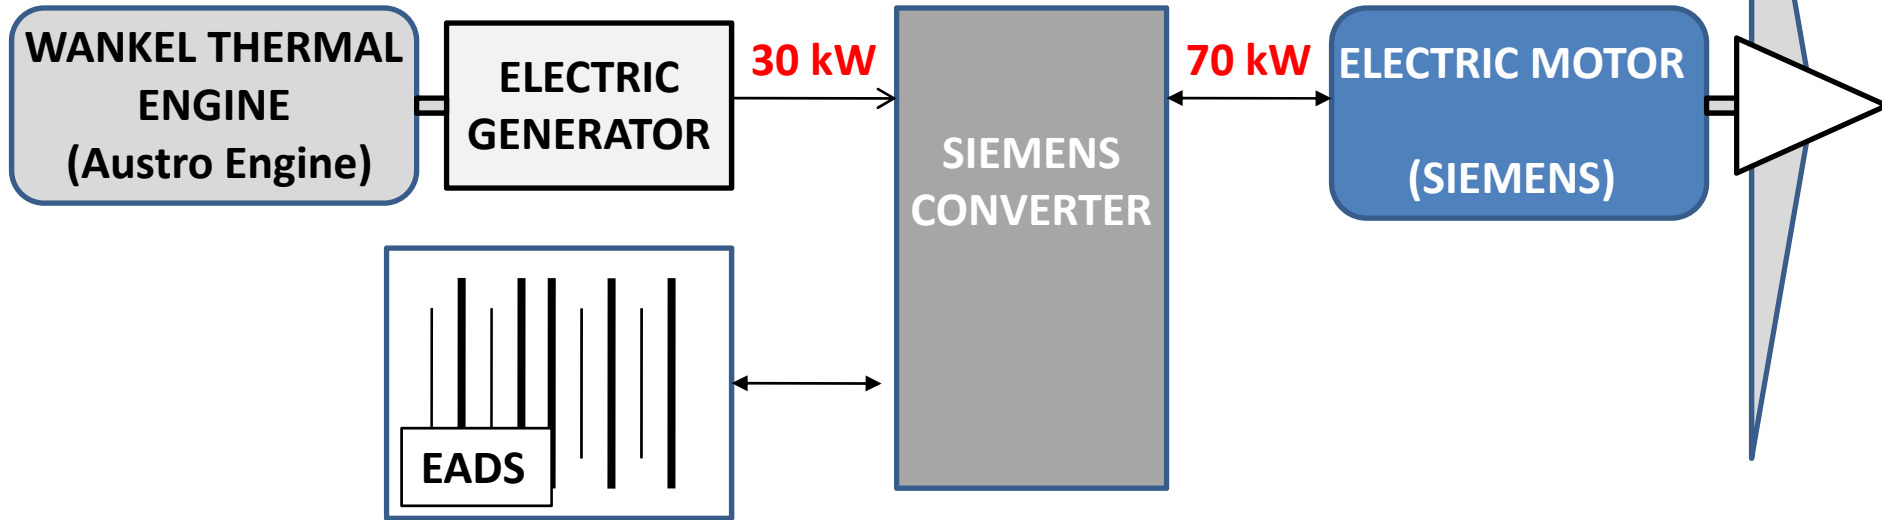 WANKEL THERMAL
ENGINE
(Austro Engine)
ELECTRIC
GENERATOR
30 kW
SIEMENS
CONVERTER
70 kW
ELECTRIC MOTOR
(SIEMENS)
EADS